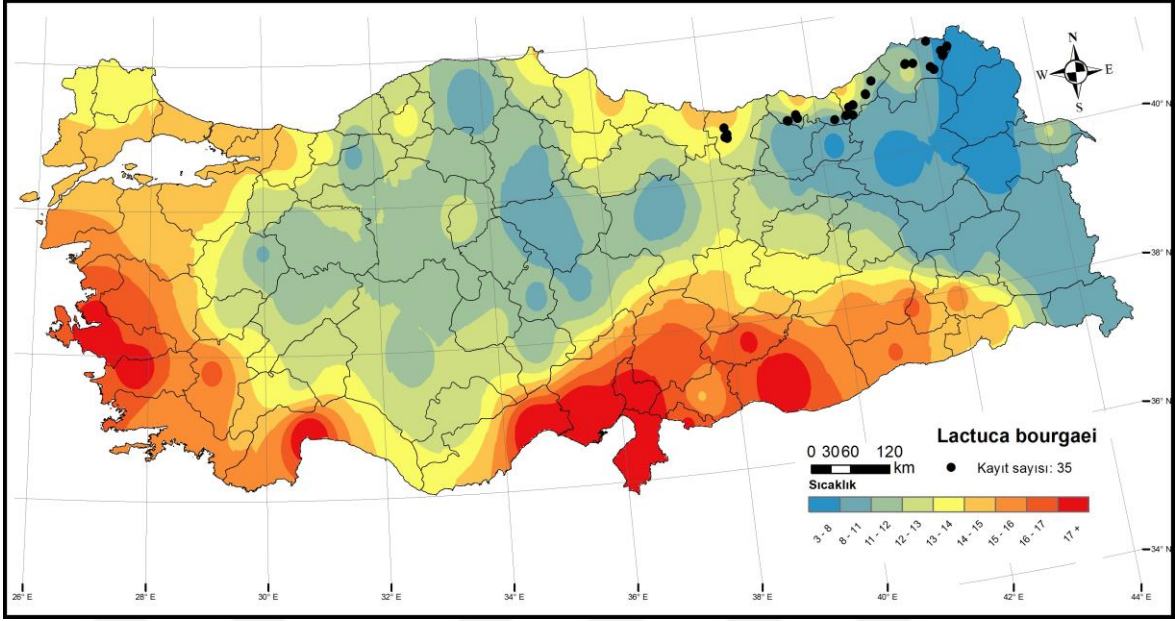 N
W E
S
40° N
38° N
36° N
34° N
Lactuca bourgaei
0 3060 120
km
Kayıt sayısı: 35
Sıcaklık
3 - 8 8 - 11 11 - 12 12 - 13 13 - 14 14 - 15 15 - 16 16 - 17 17 +
26° E 28° E 30° E 32° E 34° E 36° E 38° E 40° E 42° E 44° E